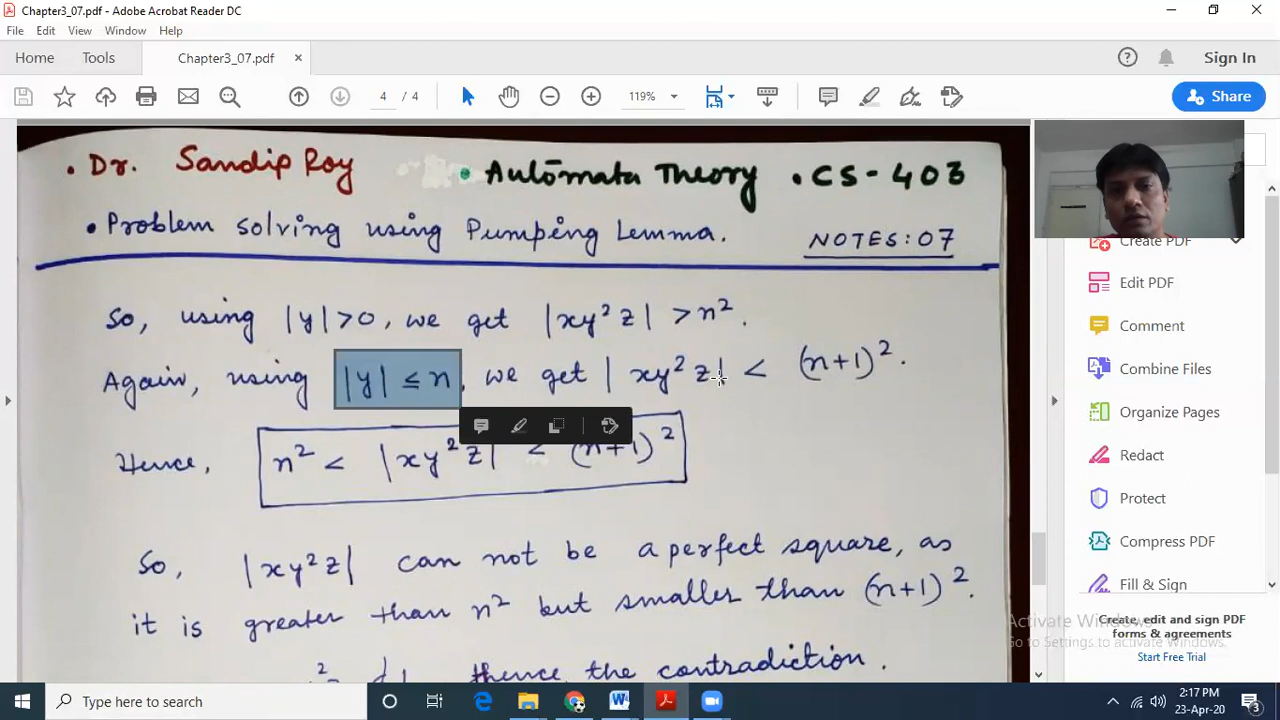 Chapter3_07.pdf - Adobe Acrobat Reader DC
File Edit View Window Help
Home Tools Chapter3_07.pdf × Sign In
4 / 4 119% Share
• Dr. Sandip Roy • Automata Theory • CS - 403
• Problem solving using Pumping Lemma. NOTES: 07
So, using |y| > 0, we get |xy²z| > n².
Again, using |y| ≤ n, we get |xy²z| < (n+1)².
Hence, n² < |xy²z| < (n+1)²
So, |xy²z| can not be a perfect square, as
it is greater than n² but smaller than (n+1)².
thence the contradiction.
Create PDF
Edit PDF
Comment
Combine Files
Organize Pages
Redact
Protect
Compress PDF
Fill & Sign
Activate Windows
Go to Settings to activate Windows.
Create, edit and sign PDF
forms & agreements
Start Free Trial
Type here to search
2:17 PM
23-Apr-20
3